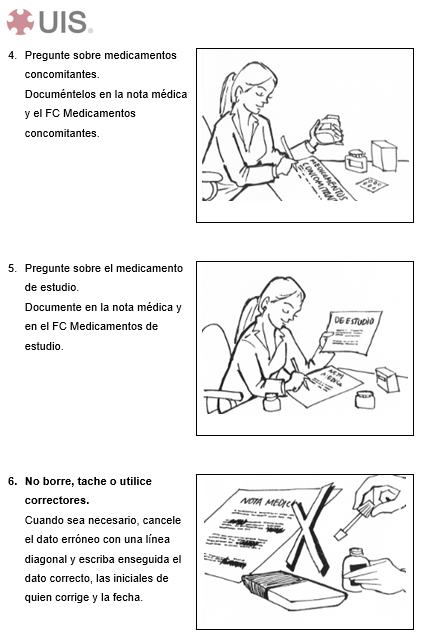 UIS.
4. Pregunte sobre medicamentos
concomitantes.
Documéntelos en la nota médica
y el FC Medicamentos
concomitantes.
MEDICAMENTOS
CONCOMITAN
5. Pregunte sobre el medicamento
de estudio.
Documente en la nota médica y
en el FC Medicamentos de
estudio.
DE ESTUDIO
NOTA
MEDICA
6. No borre, tache o utilice
correctores.
Cuando sea necesario, cancele
el dato erróneo con una línea
diagonal y escriba enseguida el
dato correcto, las iniciales de
quien corrige y la fecha.
NOTA MEDICA
X